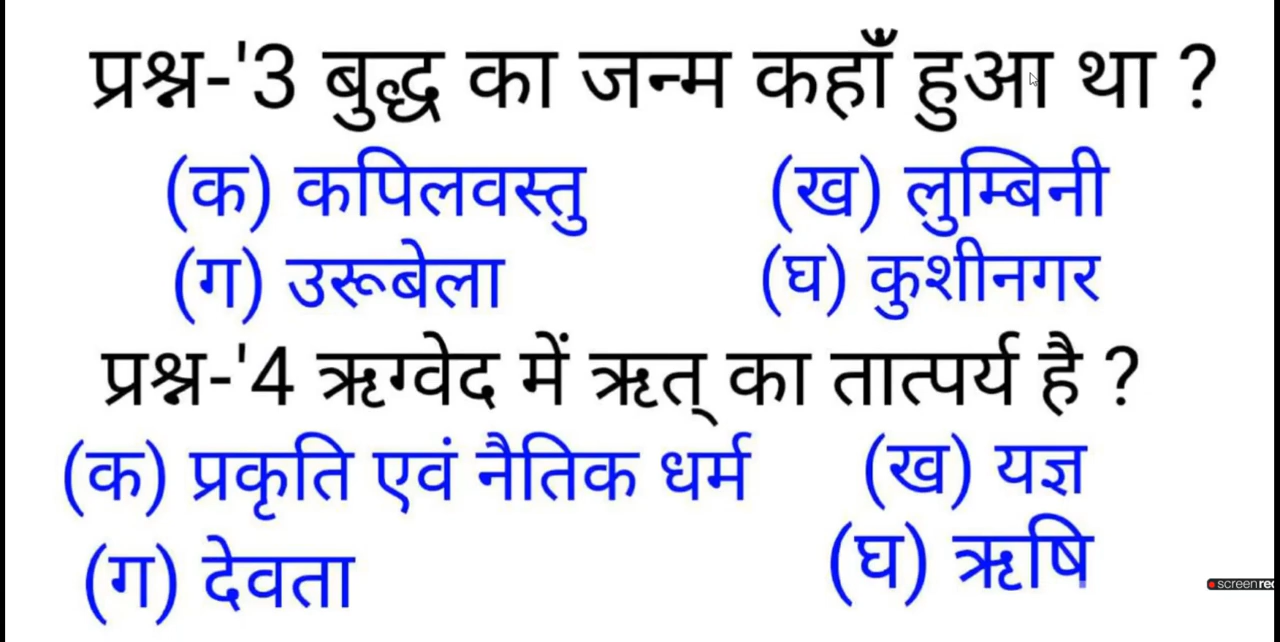 प्रश्न-'3 बुद्ध का जन्म कहाँ हुआ था ?
(क) कपिलवस्तु (ख) लुम्बिनी
(ग) उरूबेला (घ) कुशीनगर
प्रश्न-'4 ऋग्वेद में ऋत् का तात्पर्य है ?
(क) प्रकृति एवं नैतिक धर्म (ख) यज्ञ
(ग) देवता (घ) ऋषि
screenrec